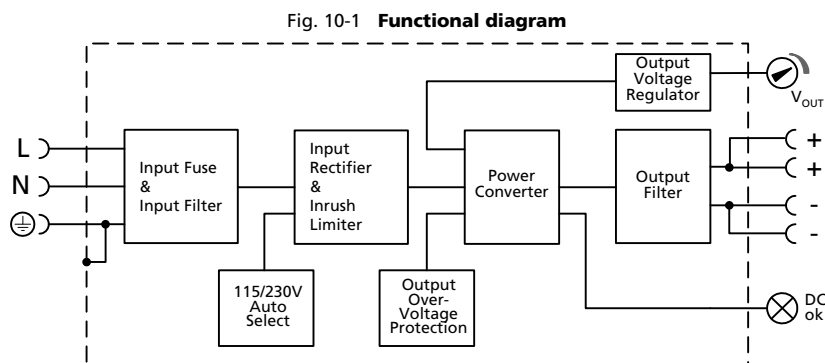 Fig. 10-1 Functional diagram
Output
Voltage
Regulator
V OUT
L
N
Input Fuse
&
Input Filter
Input
Rectifier
&
Inrush
Limiter
Power
Converter
Output
Filter
+
+
-
-
115/230V
Auto
Select
Output
Over-
Voltage
Protection
DC
ok